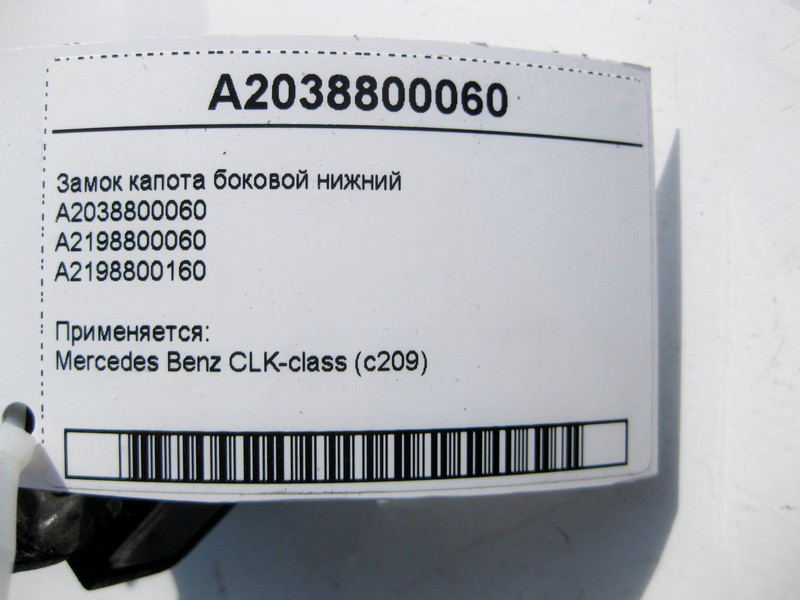 A2038800060
Замок капота боковой нижний
A2038800060
A2198800060
A2198800160
Применяется:
Mercedes Benz CLK-class (c209)